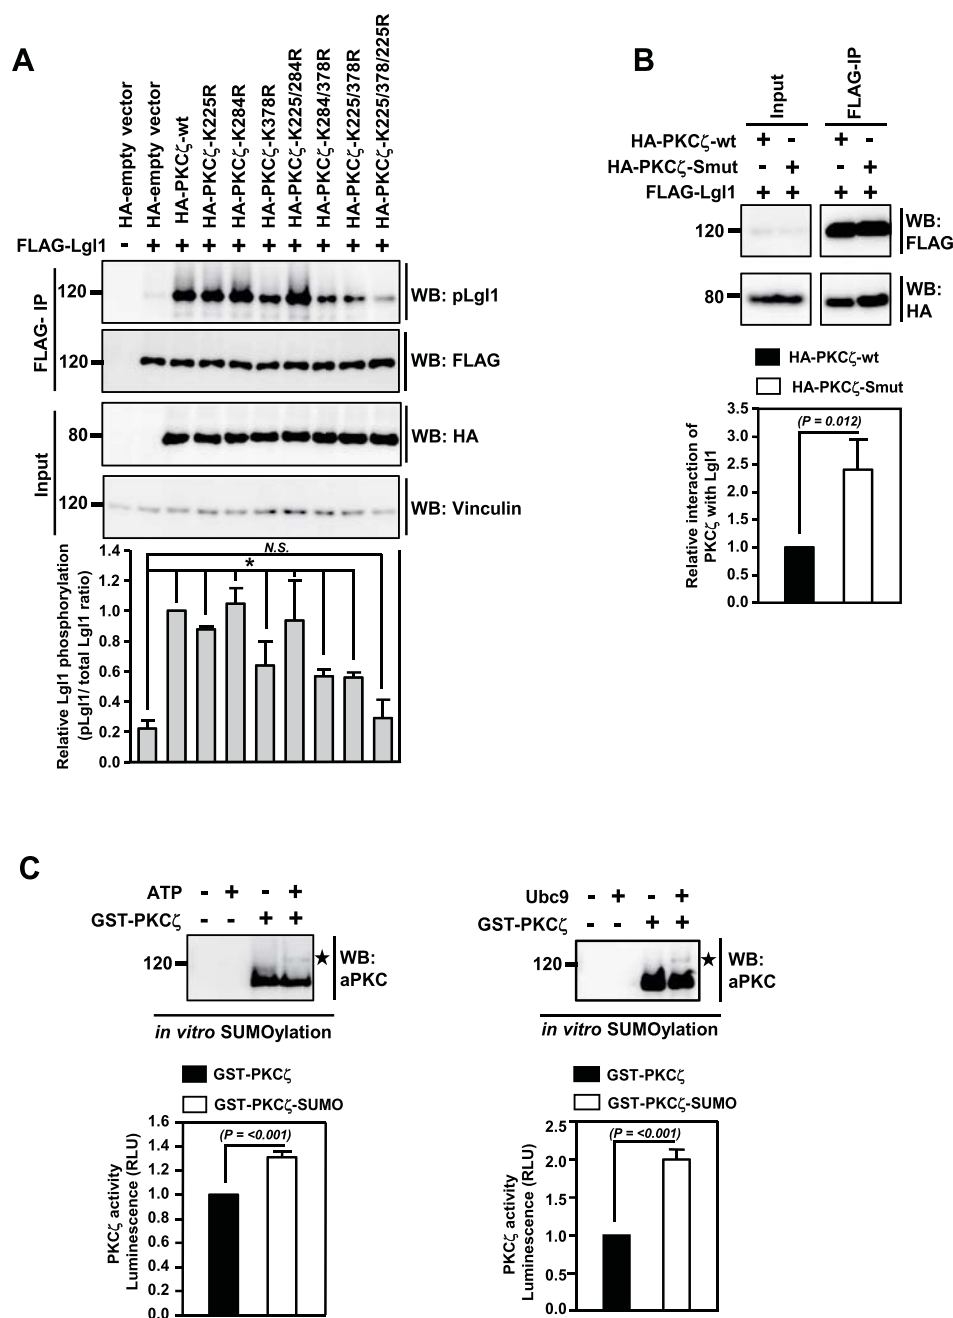 A
HA-empty vector
HA-empty vector
HA-PKCζ-wt
HA-PKCζ-K225R
HA-PKCζ-K284R
HA-PKCζ-K378R
HA-PKCζ-K225/284R
HA-PKCζ-K284/378R
HA-PKCζ-K225/378R
HA-PKCζ-K225/378/225R
FLAG-Lgl1 - + + + + + + + + +
FLAG- IP
120
WB: pLgl1
120
WB: FLAG
Input
80
WB: HA
120
WB: Vinculin
N.S.
*
Relative Lgl1 phosphorylation
(pLgl1/ total Lgl1 ratio)
1.4
1.2
1.0
0.8
0.6
0.4
0.2
0.0
B
Input
FLAG-IP
HA-PKCζ-wt + - + -
HA-PKCζ-Smut - + - +
FLAG-Lgl1 + + + +
120
WB:
FLAG
80
WB:
HA
HA-PKCζ-wt
HA-PKCζ-Smut
(P = 0.012)
Relative interaction of
PKCζ with Lgl1
3.5
3.0
2.5
2.0
1.5
1.0
0.5
0.0
C
ATP - + - +
GST-PKCζ - - + +
120
★
WB:
aPKC
in vitro SUMOylation
GST-PKCζ
GST-PKCζ-SUMO
(P = <0.001)
PKCζ activity
Luminescence (RLU)
1.6
1.4
1.2
1.0
0.8
0.6
0.4
0.2
0.0
Ubc9 - + - +
GST-PKCζ - - + +
120
★
WB:
aPKC
in vitro SUMOylation
GST-PKCζ
GST-PKCζ-SUMO
(P = <0.001)
PKCζ activity
Luminescence (RLU)
2.5
2.0
1.5
1.0
0.5
0.0